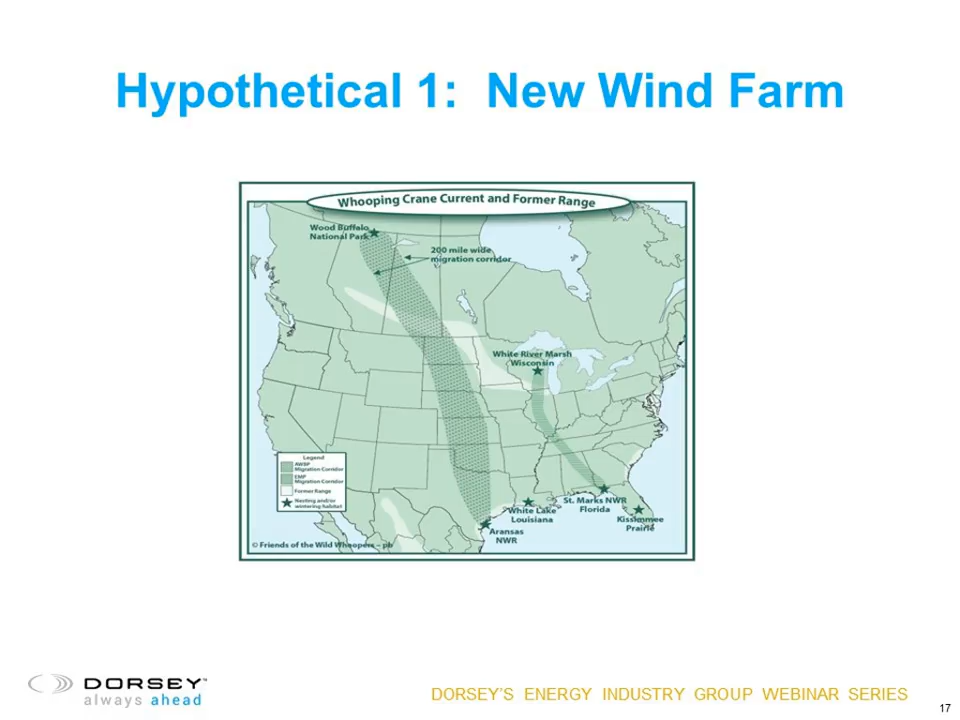 Hypothetical 1:  New Wind Farm
Whooping Crane Current and Former Range
Wood Buffalo
National Park
200 mile wide
migration corridor
White River Marsh
Wisconsin
Legend
AWBP
Migration Corridor
EMP
Migration Corridor
Former Range
Nesting and/or
wintering habitat
St. Marks NWR
Florida
White Lake
Louisiana
Kissimmee
Prairie
Aransas
NWR
© Friends of the Wild Whoopers – pb
DORSEY™
always ahead
DORSEY'S ENERGY INDUSTRY GROUP WEBINAR SERIES
17